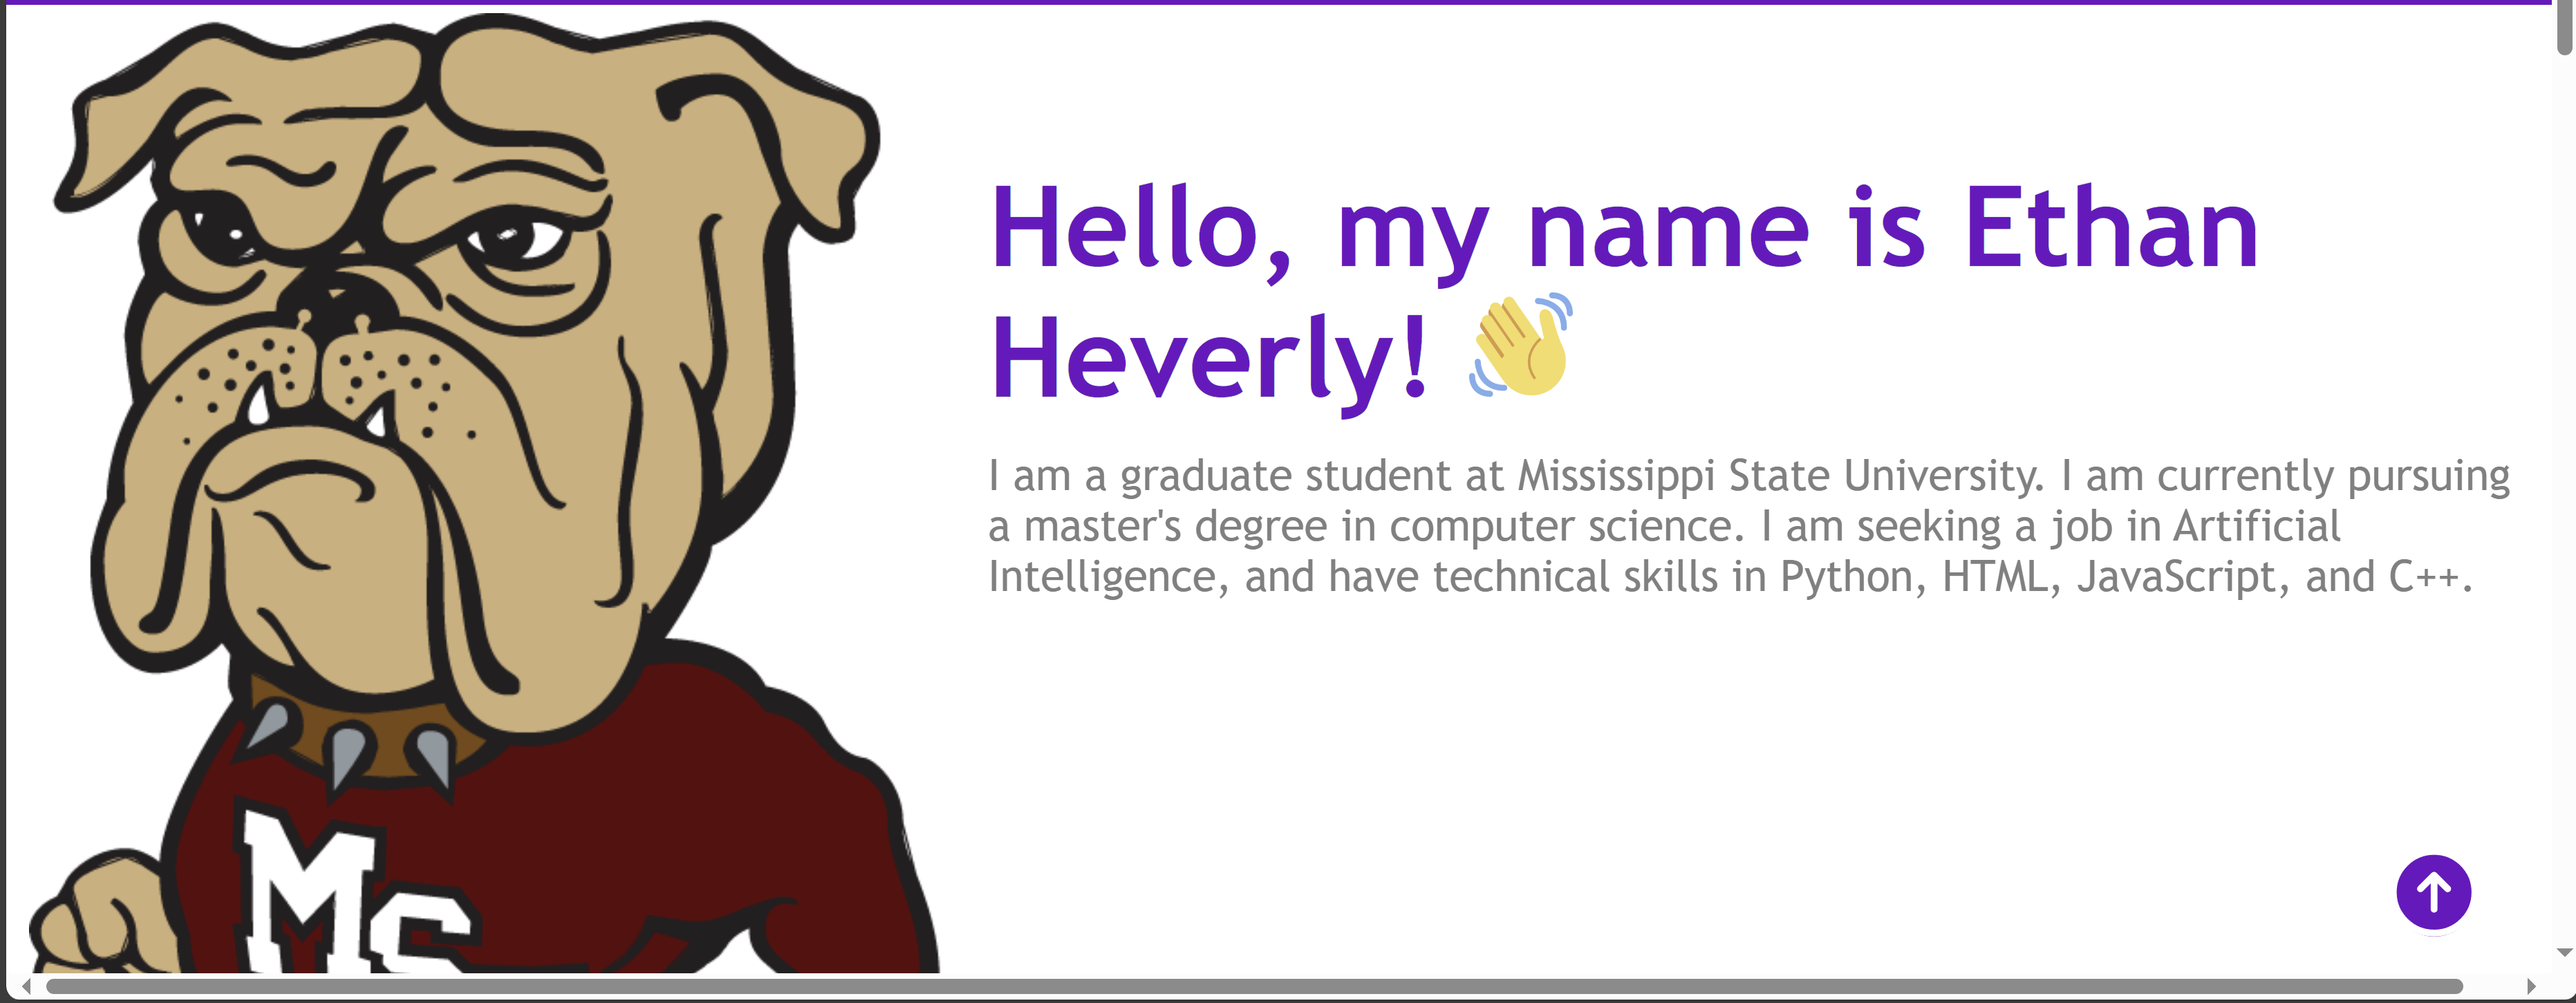 Hello, my name is Ethan
Heverly! 👋
I am a graduate student at Mississippi State University. I am currently pursuing
a master's degree in computer science. I am seeking a job in Artificial
Intelligence, and have technical skills in Python, HTML, JavaScript, and C++.
MS